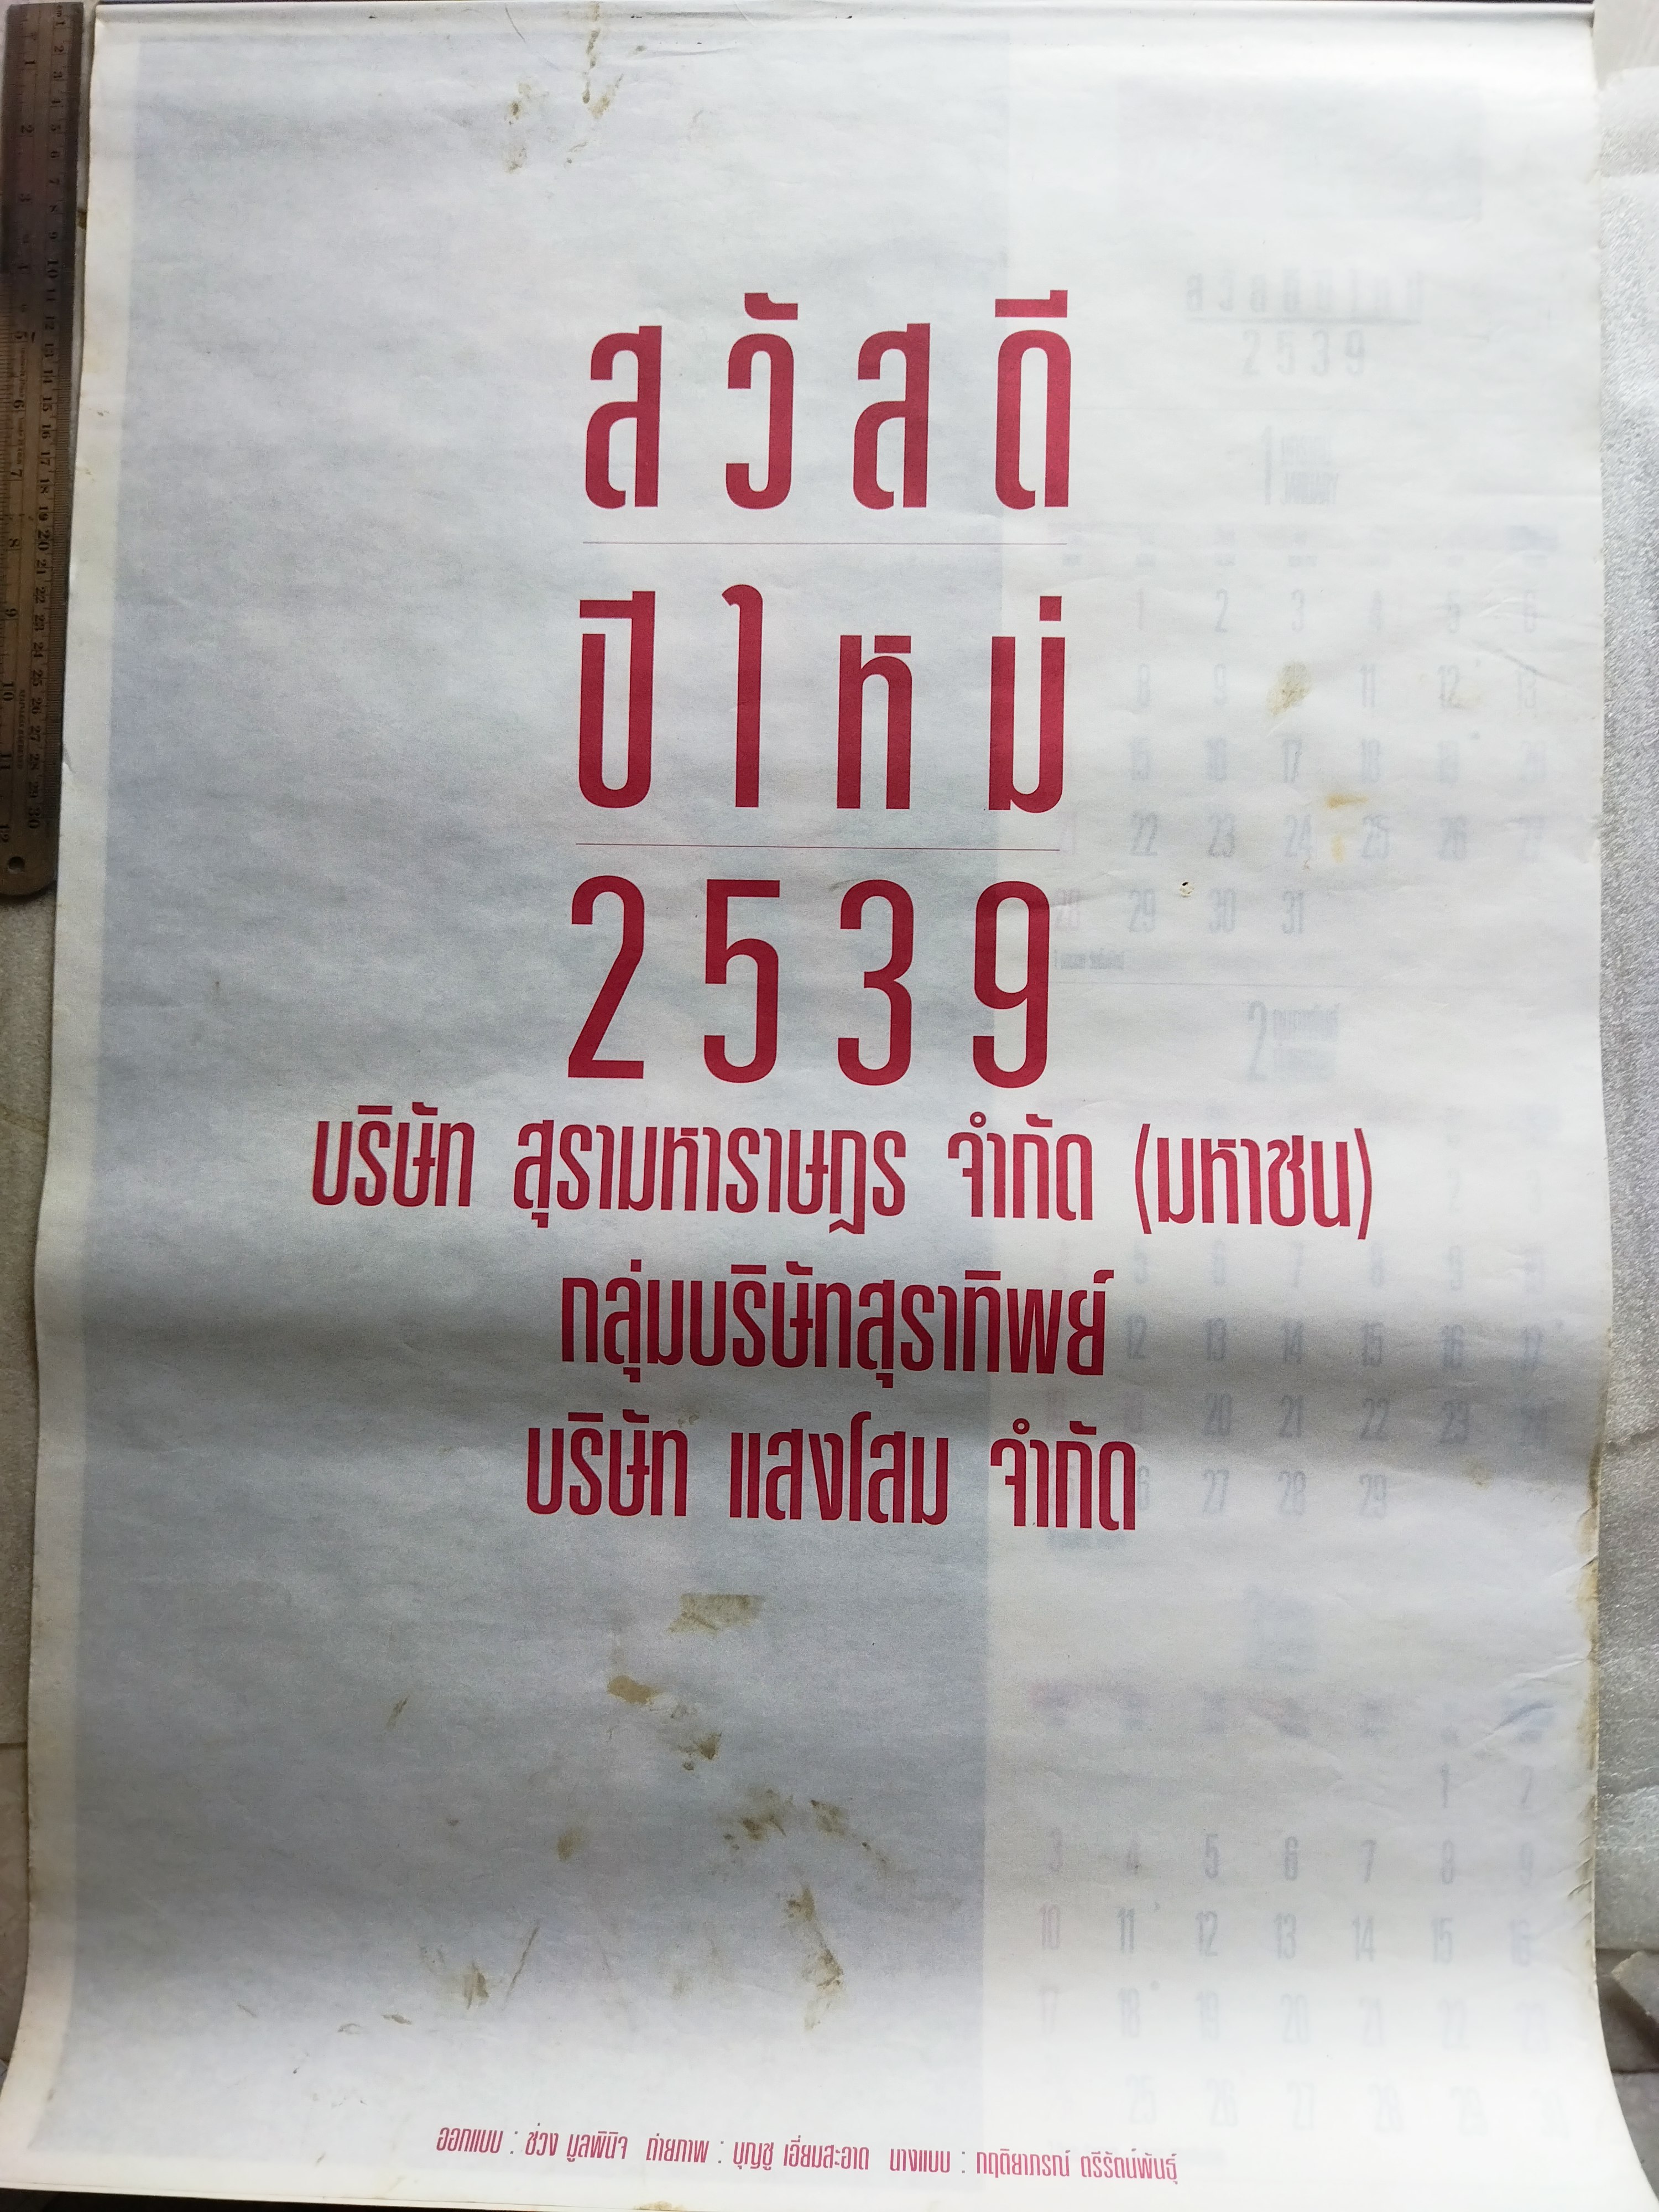 สวัสดี
ปีใหม่
2539
บริษัท สุรามหาราษฎร จำกัด (มหาชน)
กลุ่มบริษัทสุราทิพย์
บริษัท แสงโสม จำกัด
ออกแบบ : ช่วง มูลพินิจ ถ่ายภาพ : บุญชู เอี่ยมสะอาด นางแบบ : กฤติยาภรณ์ ตรีรัตน์พันธุ์